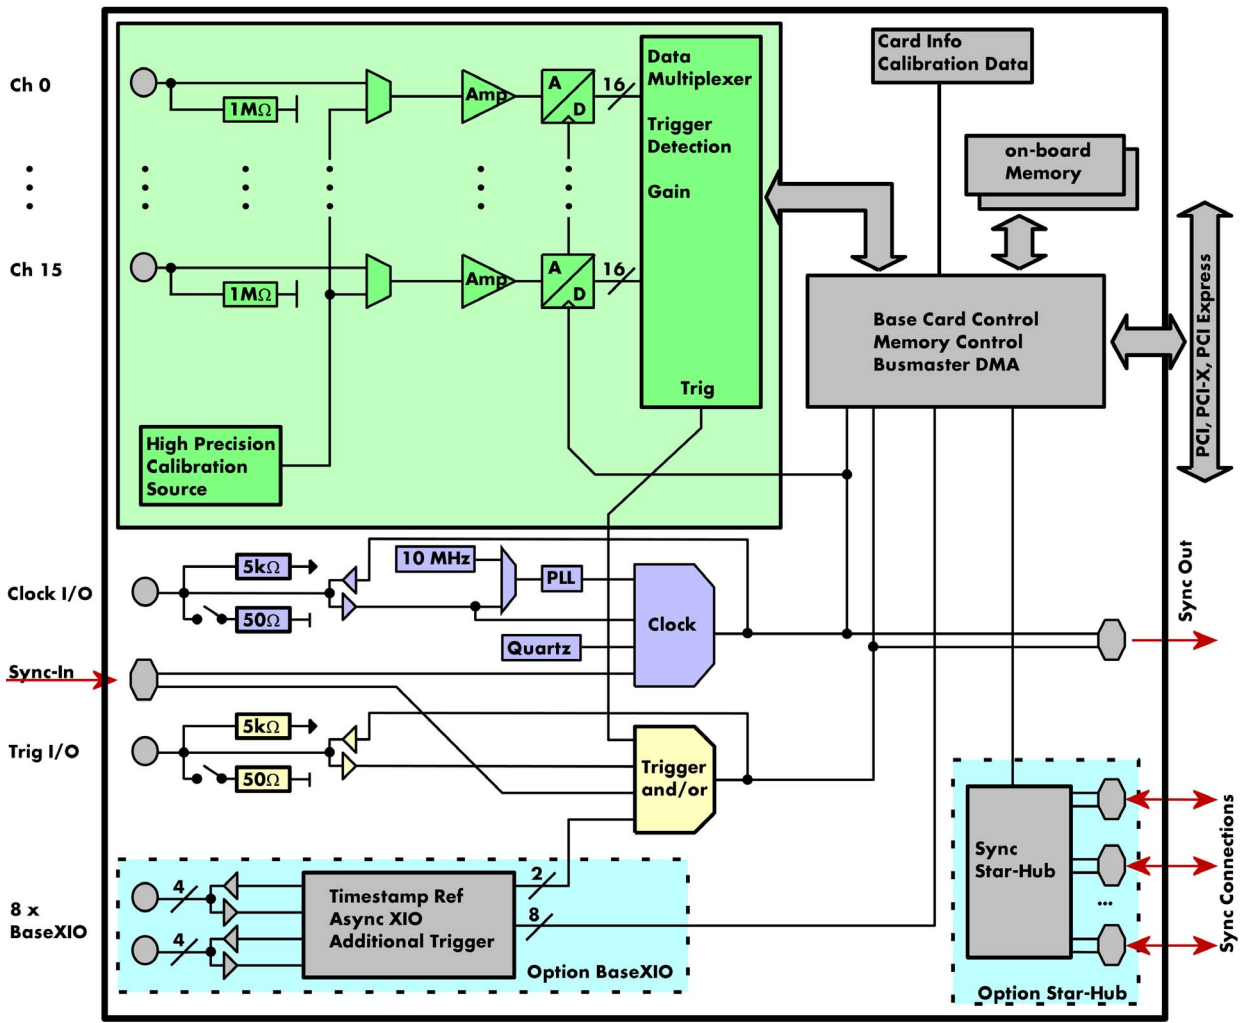 Ch 0
1MΩ
Amp
A
D
16
Data
Multiplexer
Trigger
Detection
Gain
Trig
Card Info
Calibration Data
on-board
Memory
Ch 15
1MΩ
Amp
A
D
16
Base Card Control
Memory Control
Busmaster DMA
PCI, PCI-X, PCI Express
High Precision
Calibration
Source
Clock I/O
5kΩ
50Ω
10 MHz
PLL
Quartz
Clock
Sync Out
Sync-In
Trig I/O
5kΩ
50Ω
Trigger
and/or
8 x
BaseXIO
4
4
Timestamp Ref
Async XIO
Additional Trigger
2
8
Option BaseXIO
Sync
Star-Hub
...
Option Star-Hub
Sync Connections